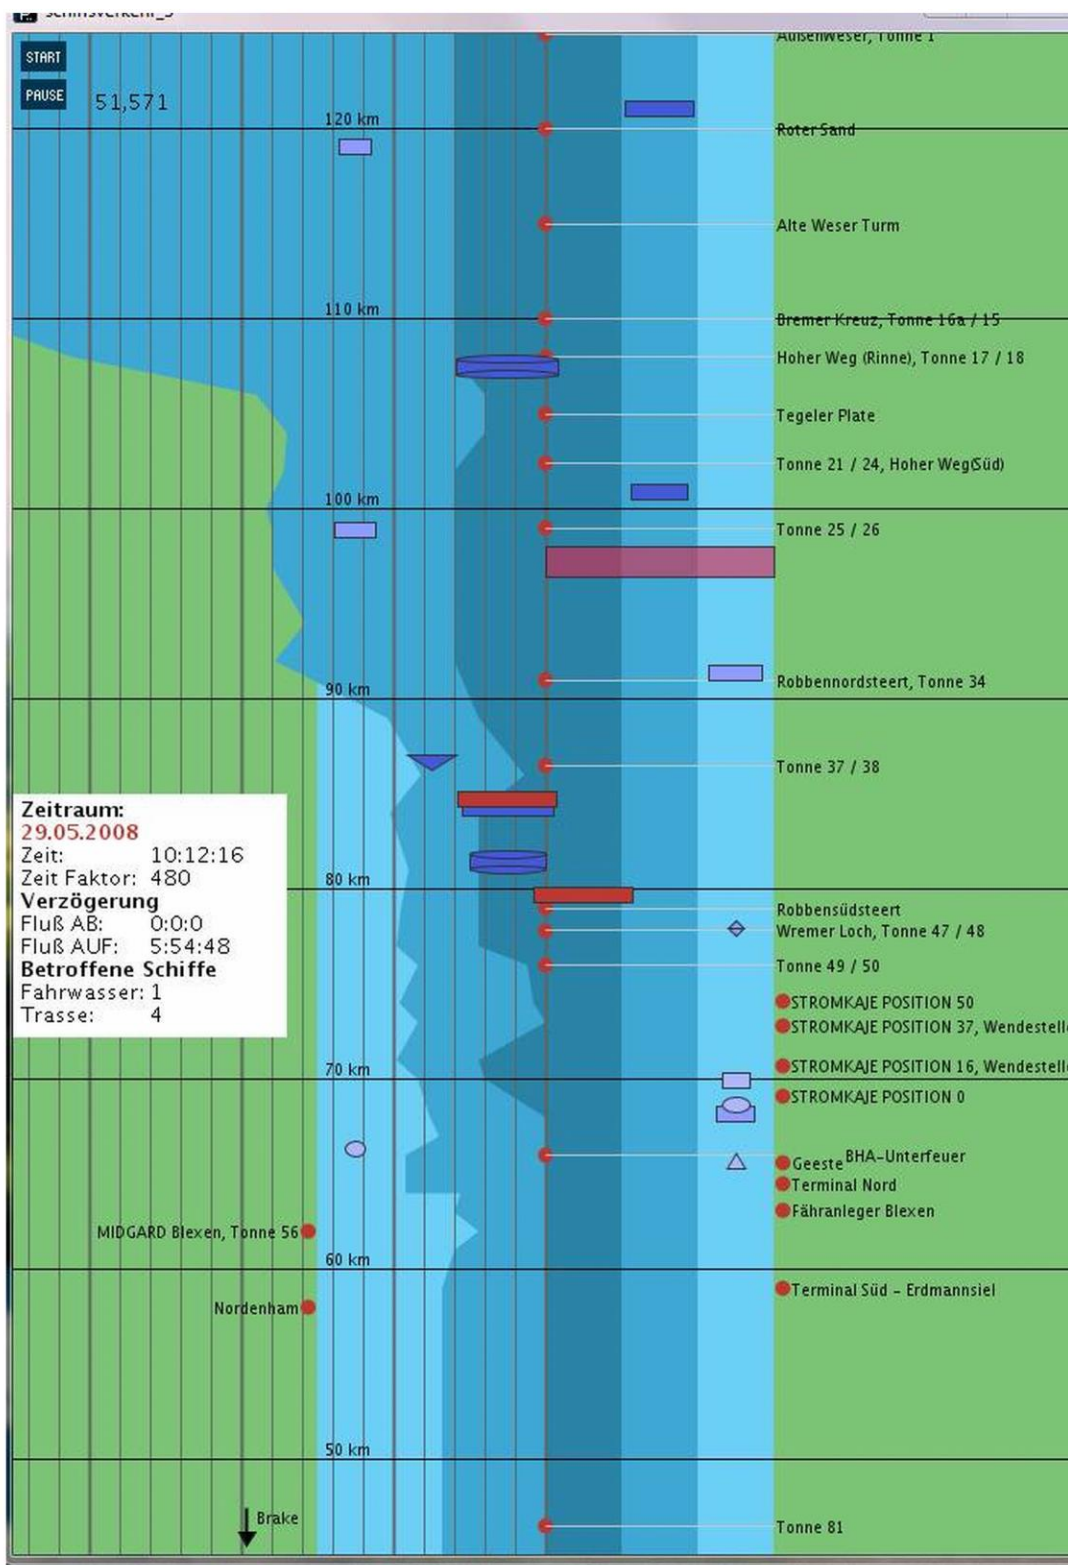 schiffsverkehr_3
Außenweser, Tonne 1
START
PAUSE
51,571
120 km
Roter Sand
Alte Weser Turm
110 km
Bremer Kreuz, Tonne 16a / 15
Hoher Weg (Rinne), Tonne 17 / 18
Tegeler Plate
Tonne 21 / 24, Hoher Weg(Süd)
100 km
Tonne 25 / 26
90 km
Robbennordsteert, Tonne 34
Tonne 37 / 38
Zeitraum:
29.05.2008
Zeit: 10:12:16
Zeit Faktor: 480
Verzögerung
Fluß AB: 0:0:0
Fluß AUF: 5:54:48
Betroffene Schiffe
Fahrwasser: 1
Trasse: 4
80 km
Robbensüdsteert
Wremer Loch, Tonne 47 / 48
Tonne 49 / 50
STROMKAJE POSITION 50
STROMKAJE POSITION 37, Wendestelle
STROMKAJE POSITION 16, Wendestelle
70 km
STROMKAJE POSITION 0
BHA-Unterfeuer
Geeste
Terminal Nord
Fähranleger Blexen
MIDGARD Blexen, Tonne 56
60 km
Terminal Süd - Erdmannsiel
Nordenham
50 km
Brake
Tonne 81